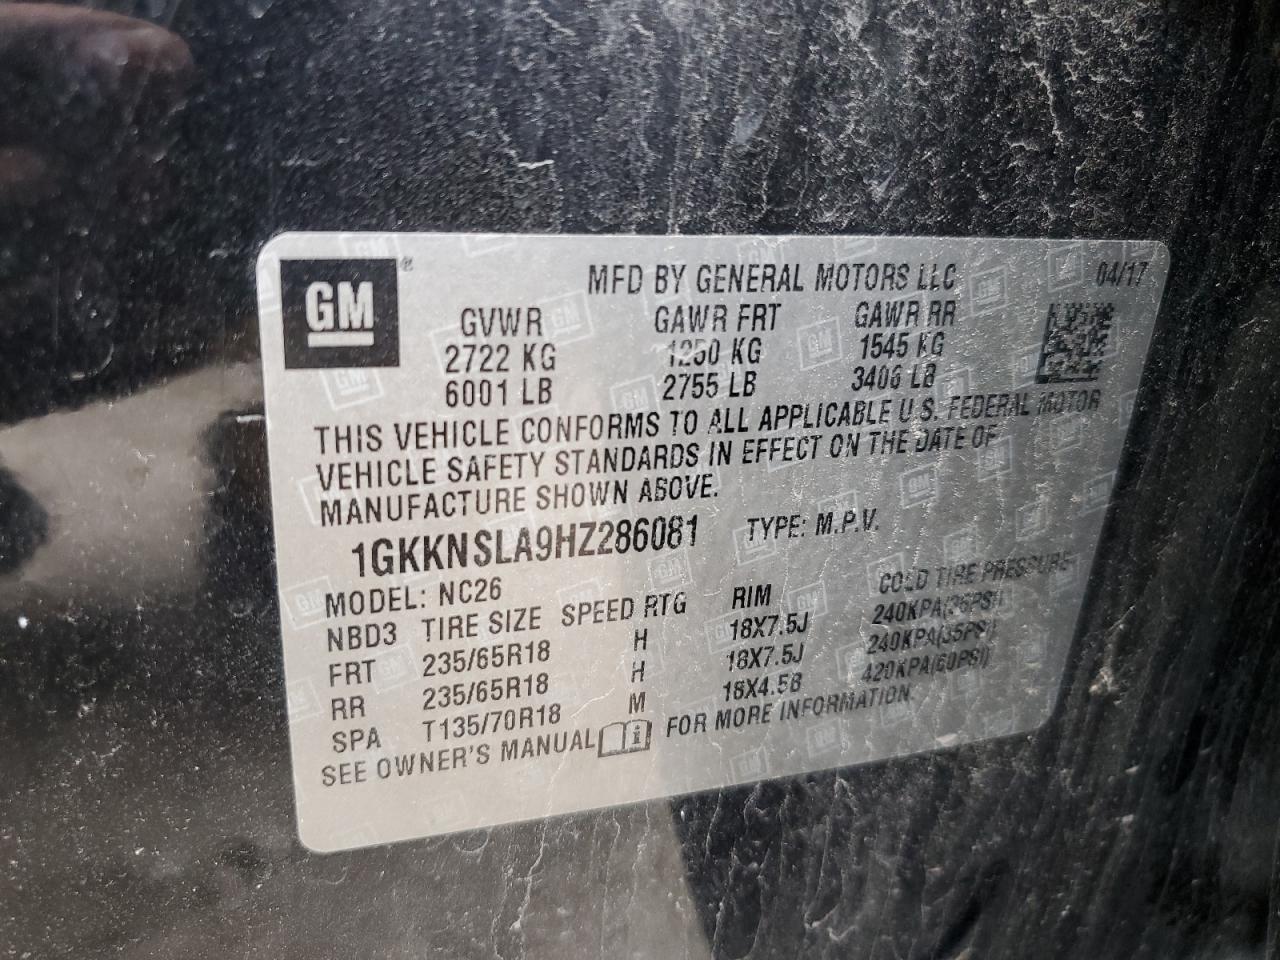 GM®
MFD BY GENERAL MOTORS LLC 04/17
GVWR GAWR FRT GAWR RR
2722 KG 1250 KG 1545 KG
6001 LB 2755 LB 3406 LB
THIS VEHICLE CONFORMS TO ALL APPLICABLE U.S. FEDERAL MOTOR
VEHICLE SAFETY STANDARDS IN EFFECT ON THE DATE OF
MANUFACTURE SHOWN ABOVE.
1GKKNSLA9HZ286081 TYPE: M.P.V.
MODEL: NC26
NBD3 TIRE SIZE SPEED RTG RIM COLD TIRE PRESSURE
FRT 235/65R18 H 18X7.5J 240KPA(35PSI)
RR 235/65R18 H 18X7.5J 240KPA(35PSI)
SPA T135/70R18 M 18X4.5B 420KPA(60PSI)
SEE OWNER'S MANUAL FOR MORE INFORMATION.